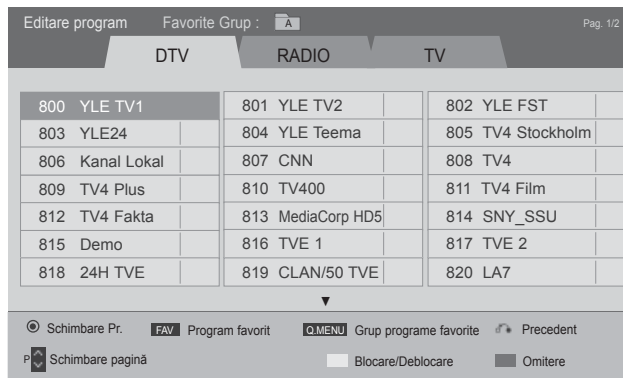 Editare program Favorite Grup : A Pag. 1/2
DTV RADIO TV
800 YLE TV1 801 YLE TV2 802 YLE FST
803 YLE24 804 YLE Teema 805 TV4 Stockholm
806 Kanal Lokal 807 CNN 808 TV4
809 TV4 Plus 810 TV400 811 TV4 Film
812 TV4 Fakta 813 MediaCorp HD5 814 SNY_SSU
815 Demo 816 TVE 1 817 TVE 2
818 24H TVE 819 CLAN/50 TVE 820 LA7
Schimbare Pr. FAV Program favorit Q.MENU Grup programe favorite Precedent
P Schimbare pagină Blocare/Deblocare Omitere